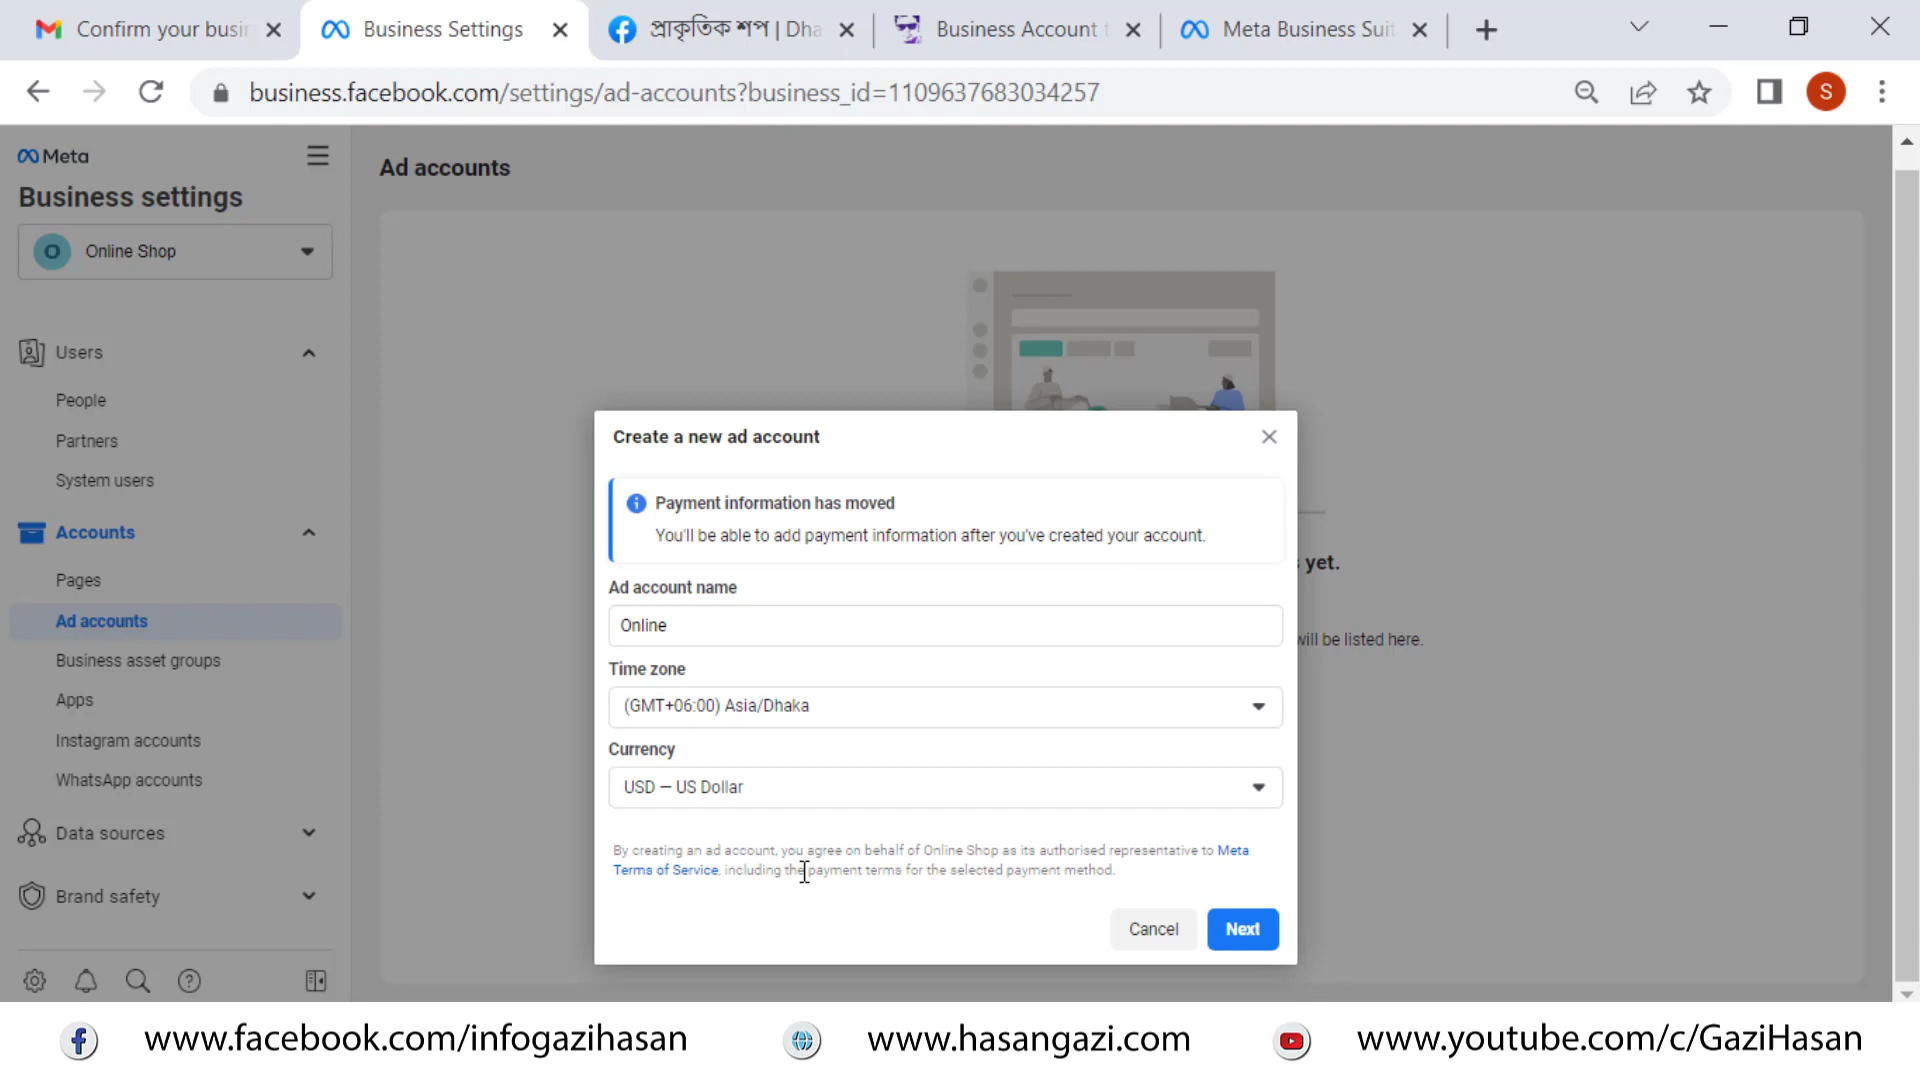 Confirm your busi
Business Settings
প্রাকৃতিক শপ | Dha
Business Account t
Meta Business Suit
business.facebook.com/settings/ad-accounts?business_id=1109637683034257
S
Meta
Business settings
O Online Shop
Users
People
Partners
System users
Accounts
Pages
Ad accounts
Business asset groups
Apps
Instagram accounts
WhatsApp accounts
Data sources
Brand safety
Ad accounts
yet.
will be listed here.
Create a new ad account
Payment information has moved
You'll be able to add payment information after you've created your account.
Ad account name
Online
Time zone
(GMT+06:00) Asia/Dhaka
Currency
USD — US Dollar
By creating an ad account, you agree on behalf of Online Shop as its authorised representative to Meta
Terms of Service, including the payment terms for the selected payment method.
Cancel
Next
www.facebook.com/infogazihasan
www.hasangazi.com
www.youtube.com/c/GaziHasan